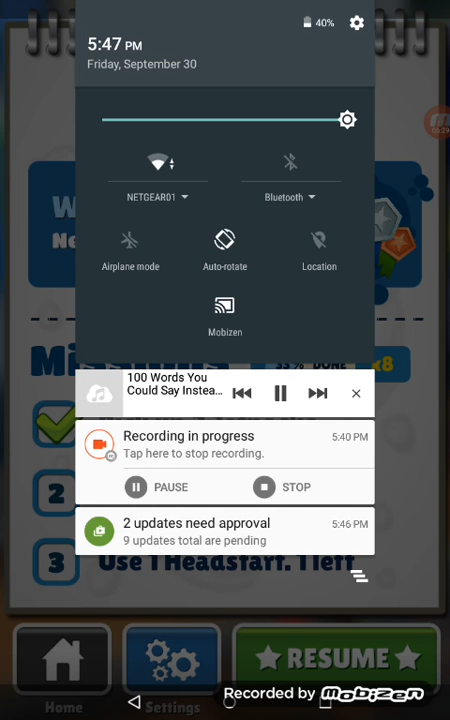 40%
5:47 PM
Friday, September 30
NETGEAR01
Bluetooth
Airplane mode
Auto-rotate
Location
Mobizen
DONE
x8
100 Words You
Could Say Instea...
Recording in progress
5:40 PM
Tap here to stop recording.
PAUSE
STOP
2
2 updates need approval
5:46 PM
9 updates total are pending
3
Use 1 Headstart. 1 left
RESUME
Home
Settings
Recorded by Mobizen